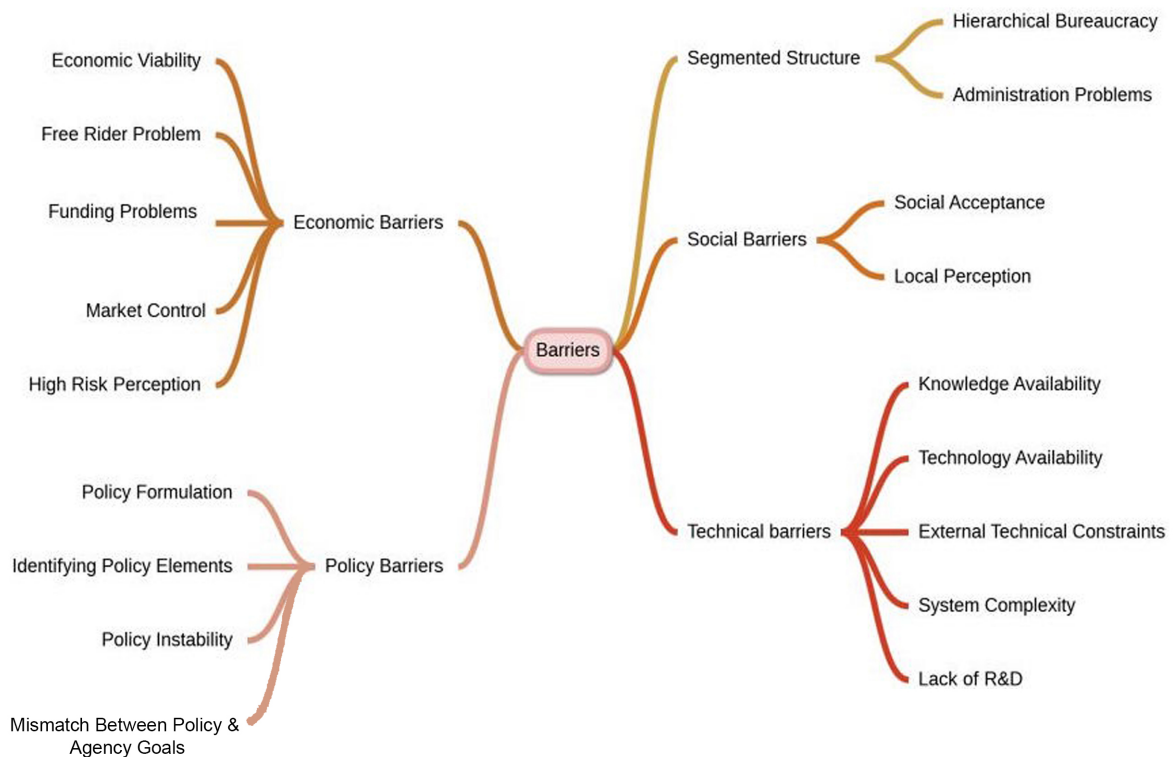 Economic Viability
Free Rider Problem
Funding Problems
Market Control
High Risk Perception
Economic Barriers
Policy Formulation
Identifying Policy Elements
Policy Instability
Mismatch Between Policy &
Agency Goals
Policy Barriers
Barriers
Segmented Structure
Hierarchical Bureaucracy
Administration Problems
Social Barriers
Social Acceptance
Local Perception
Technical barriers
Knowledge Availability
Technology Availability
External Technical Constraints
System Complexity
Lack of R&D